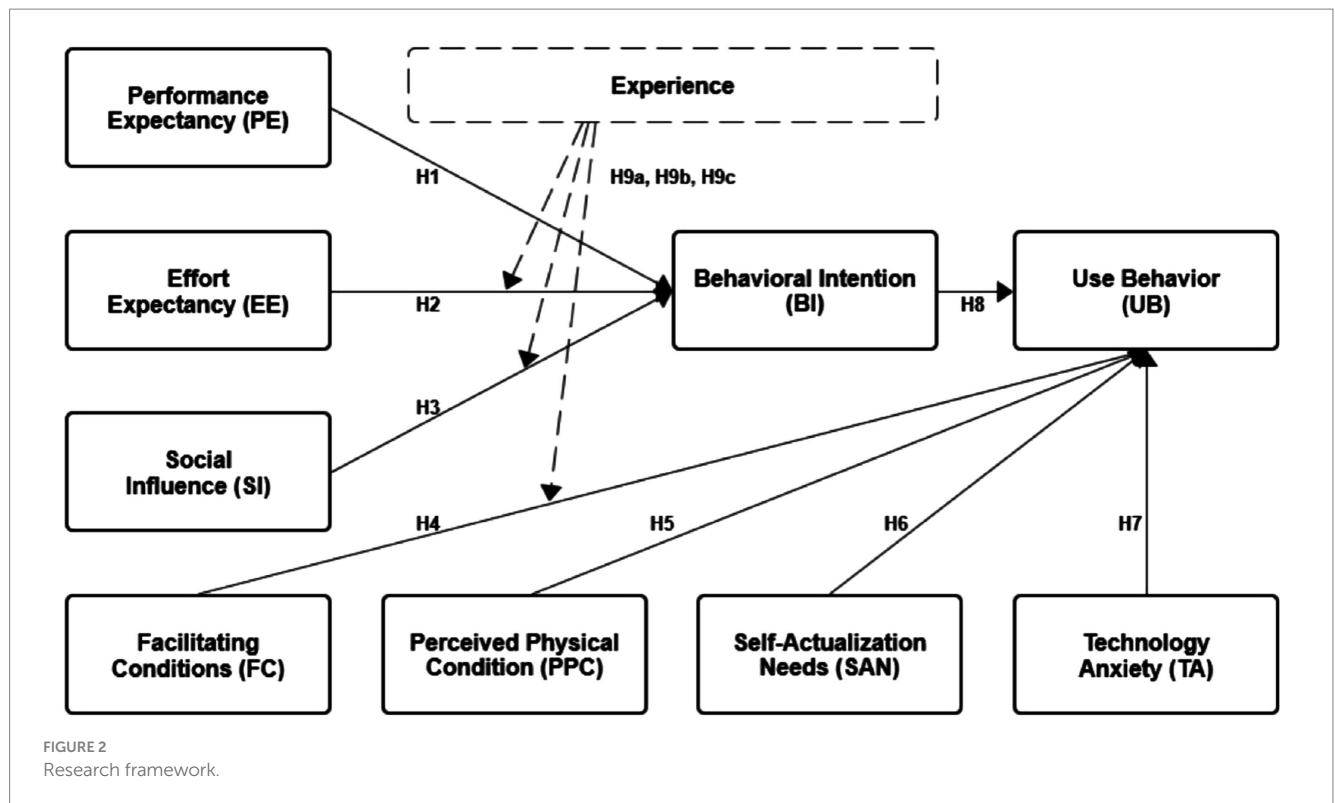 Performance
Expectancy (PE)
Experience
H1
H9a, H9b, H9c
Effort
Expectancy (EE)
H2
Behavioral Intention
(BI)
H8
Use Behavior
(UB)
H3
Social
Influence (SI)
H4
H5
H6
H7
Facilitating
Conditions (FC)
Perceived Physical
Condition (PPC)
Self-Actualization
Needs (SAN)
Technology
Anxiety (TA)
FIGURE 2
Research framework.